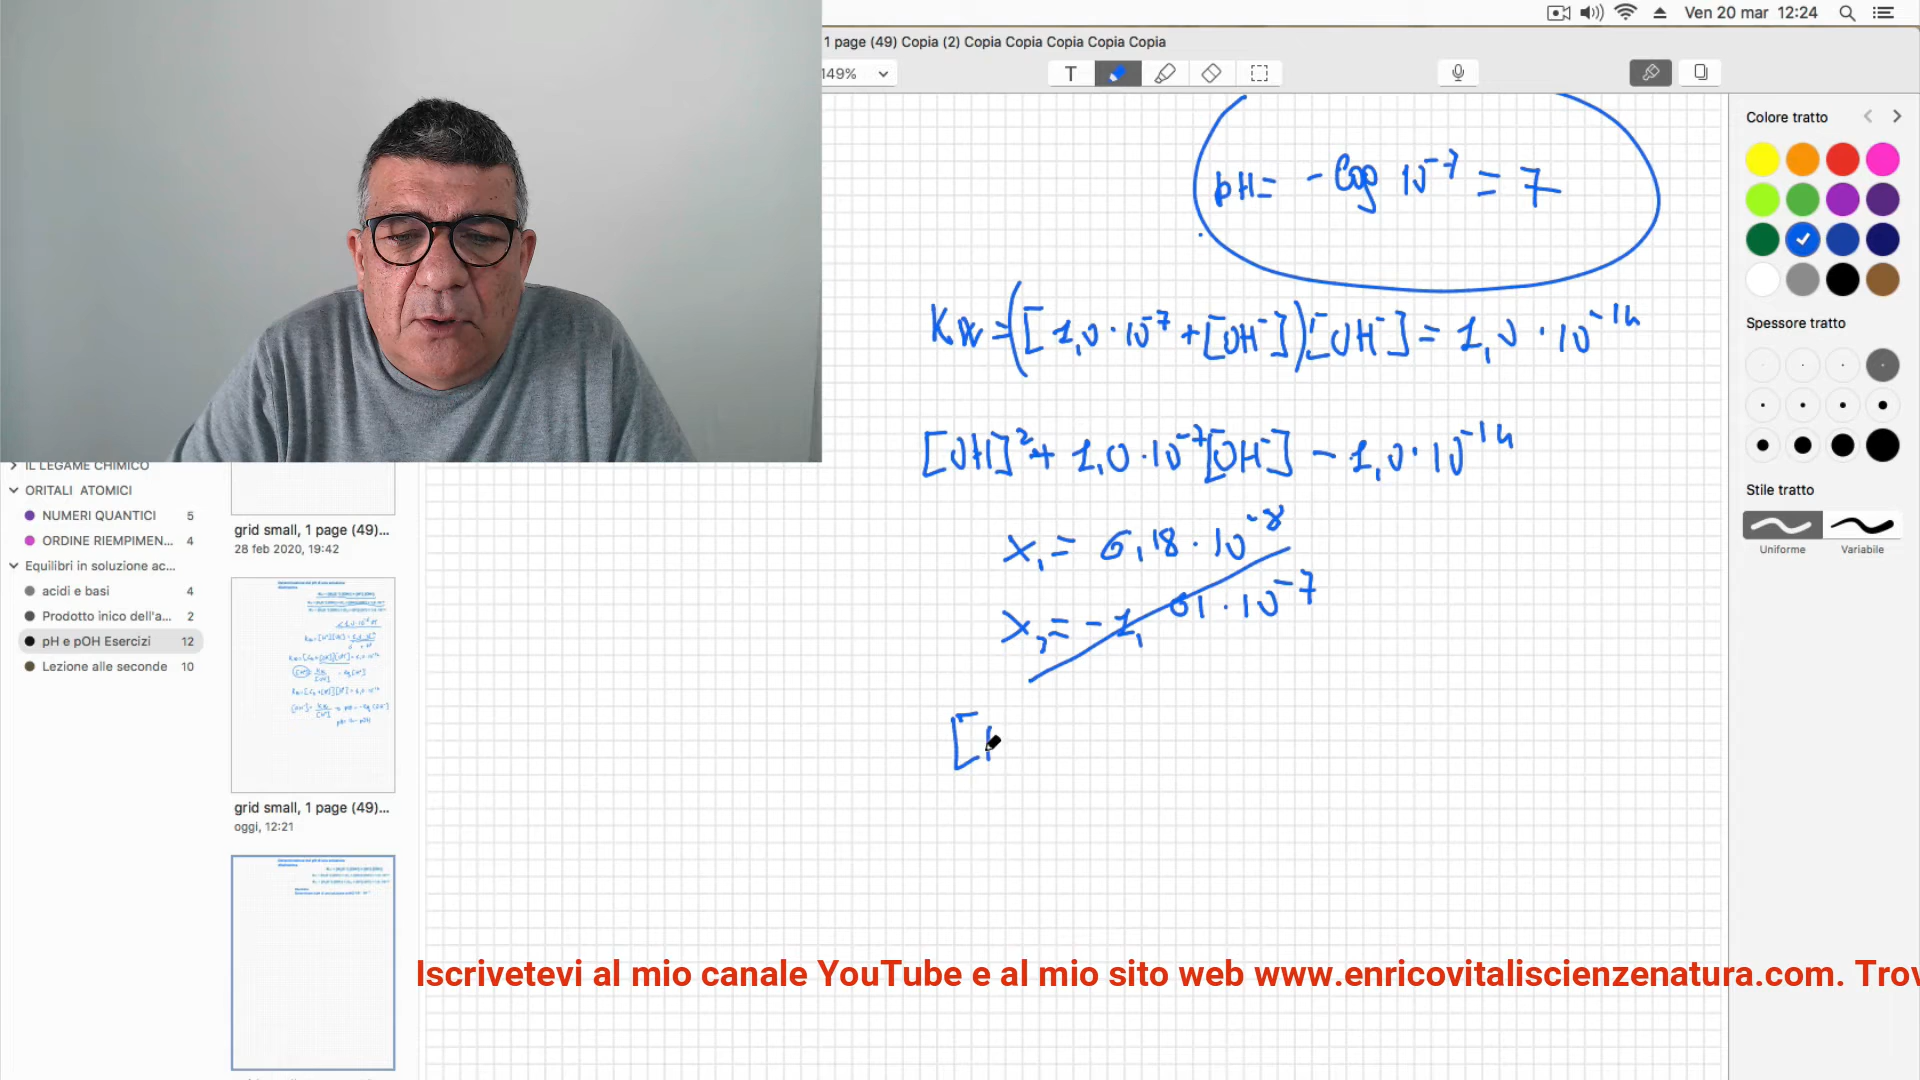 Ven 20 mar 12:24
1 page (49) Copia (2) Copia Copia Copia Copia Copia
149%
T
Colore tratto
pH = -log 10⁻⁷ = 7
Kw = ([1,0 · 10⁻⁷ + [OH⁻])[OH⁻] = 1,0 · 10⁻¹⁴
Spessore tratto
[OH]² + 1,0 · 10⁻⁷[OH⁻] - 1,0 · 10⁻¹⁴
Stile tratto
Uniforme
Variabile
x₁ = 6,18 · 10⁻⁸
x₂ = -1,61 · 10⁻⁷
[
IL LEGAME CHIMICO
ORITALI ATOMICI
NUMERI QUANTICI 5
ORDINE RIEMPIMEN... 4
Equilibri in soluzione ac...
acidi e basi 4
Prodotto inico dell'a... 2
pH e pOH Esercizi 12
Lezione alle seconde 10
grid small, 1 page (49)...
28 feb 2020, 19:42
grid small, 1 page (49)...
oggi, 12:21
Iscrivetevi al mio canale YouTube e al mio sito web www.enricovitaliscienzenatura.com. Trov